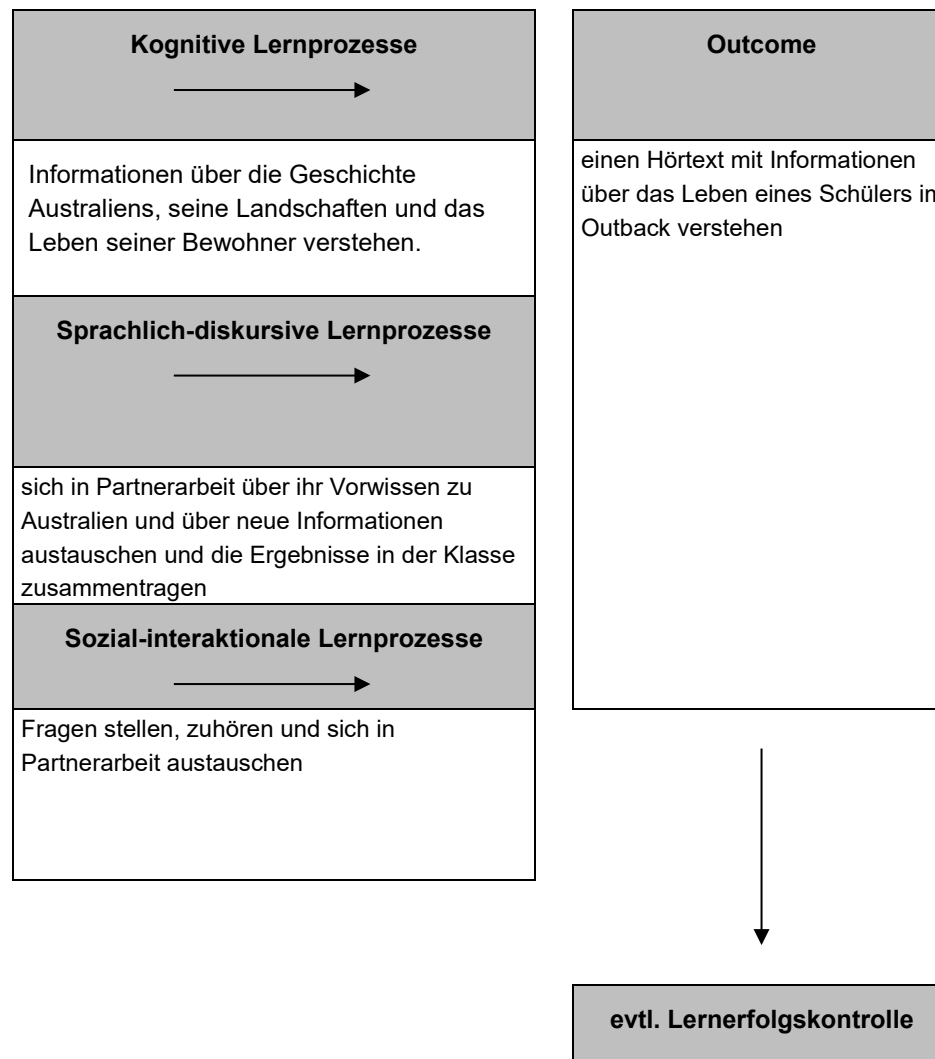 Kognitive Lernprozesse
Informationen über die Geschichte
Australiens, seine Landschaften und das
Leben seiner Bewohner verstehen.
Sprachlich-diskursive Lernprozesse
sich in Partnerarbeit über ihr Vorwissen zu
Australien und über neue Informationen
austauschen und die Ergebnisse in der Klasse
zusammentragen
Sozial-interaktionale Lernprozesse
Fragen stellen, zuhören und sich in
Partnerarbeit austauschen
Outcome
einen Hörtext mit Informationen
über das Leben eines Schülers
Outback verstehen
evtl. Lernerfolgskontrolle